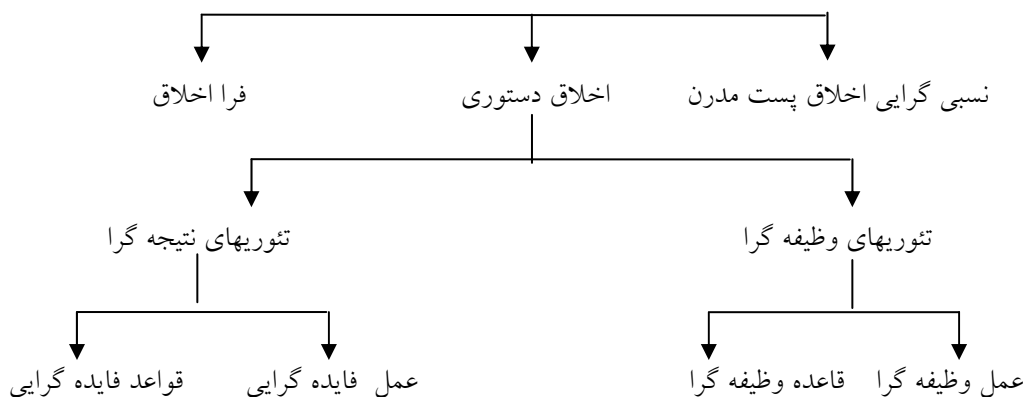 نسبی گرایی اخلاق پست مدرن
اخلاق دستوری
فرا اخلاق
تئوریهای وظیفه گرا
تئوریهای نتیجه گرا
عمل وظیفه گرا
قاعده وظیفه گرا
عمل فایده گرایی
قواعد فایده گرایی